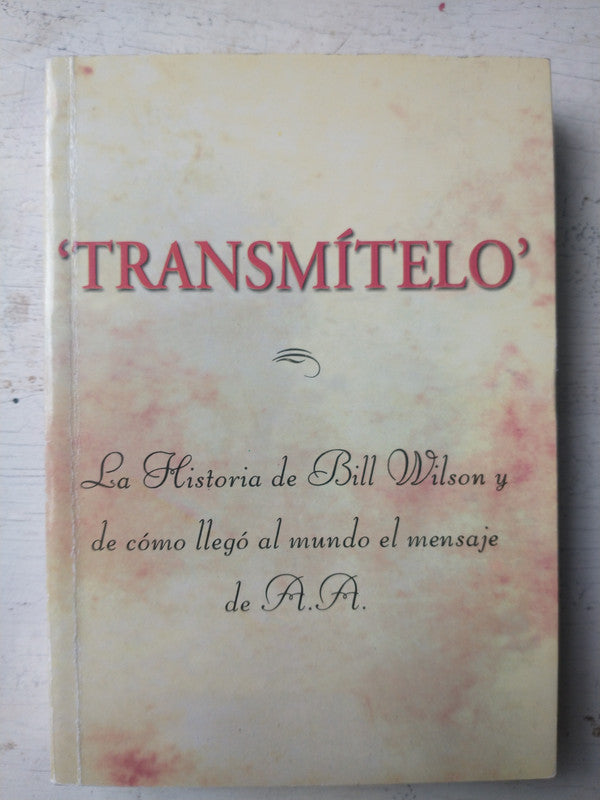 ‘TRANSMÍTELO’
La Historia de Bill Wilson y
de cómo llegó al mundo el mensaje
de A.A.